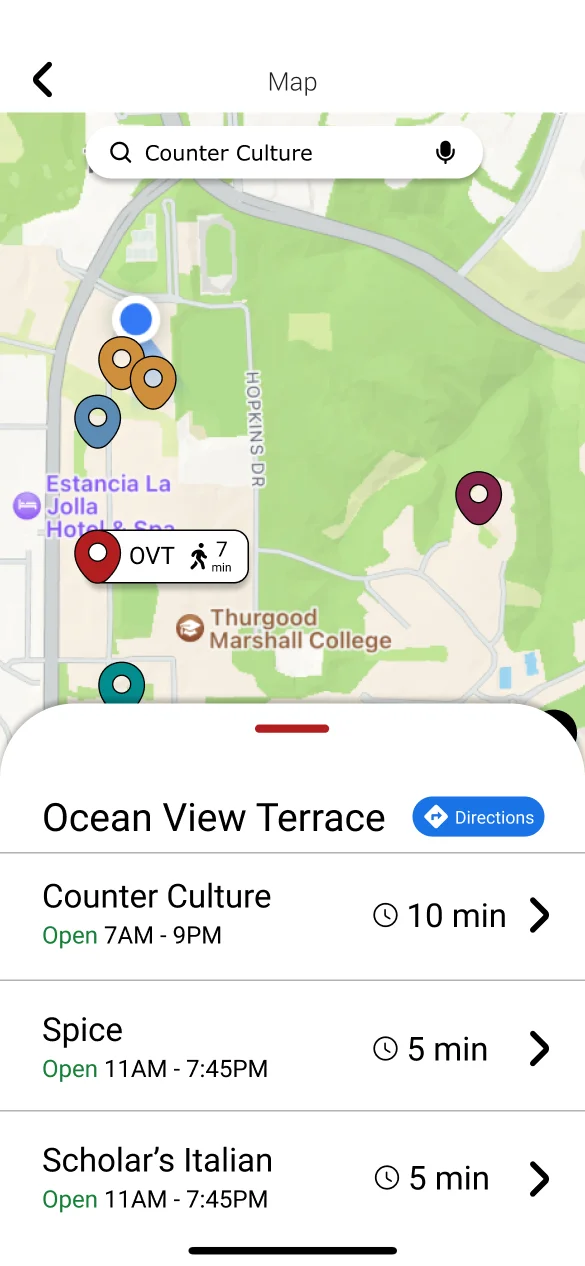 Map
Counter Culture
HOPKINS DR
Estancia La
Jolla
Hotel & Spa
OVT 7
min
Thurgood
Marshall College
Ocean View Terrace
Directions
Counter Culture
Open 7AM - 9PM
10 min
Spice
Open 11AM - 7:45PM
5 min
Scholar’s Italian
Open 11AM - 7:45PM
5 min